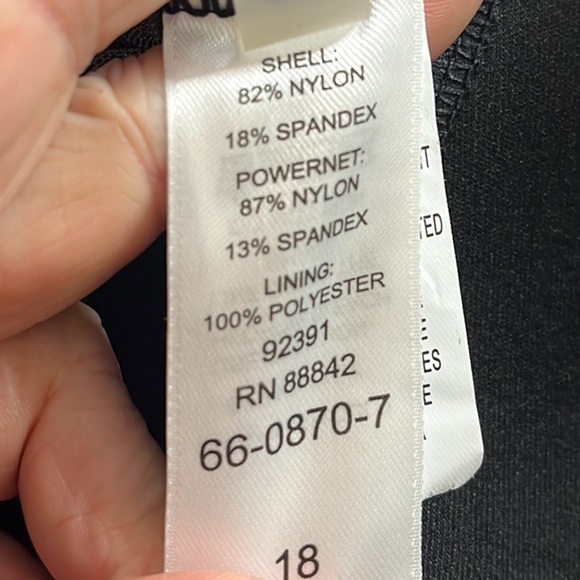 SHELL:
82% NYLON
18% SPANDEX
POWERNET:
87% NYLON
13% SPANDEX
LINING:
100% POLYESTER
92391
RN 88842
66-0870-7
18